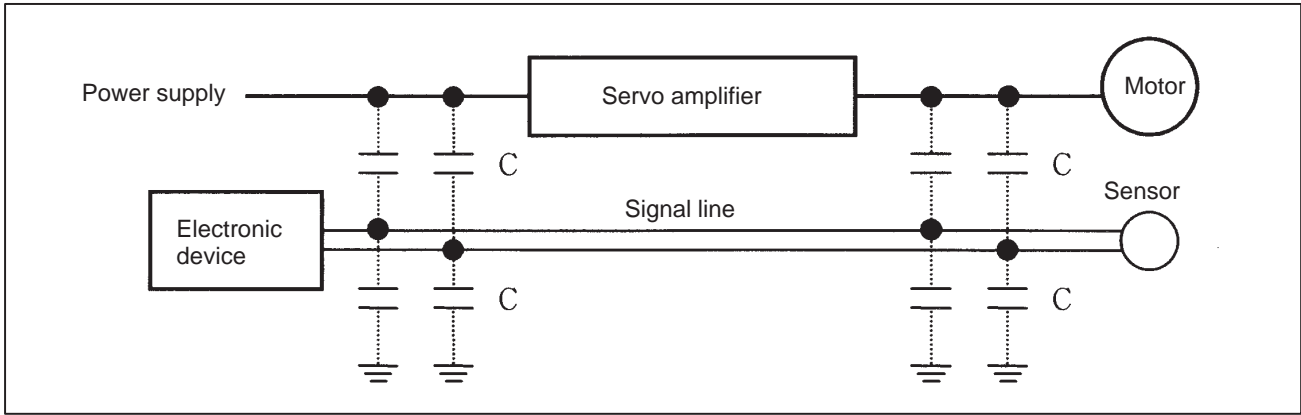 Power supply
Servo amplifier
Motor
C
C
Sensor
Signal line
Electronic
device
C
C